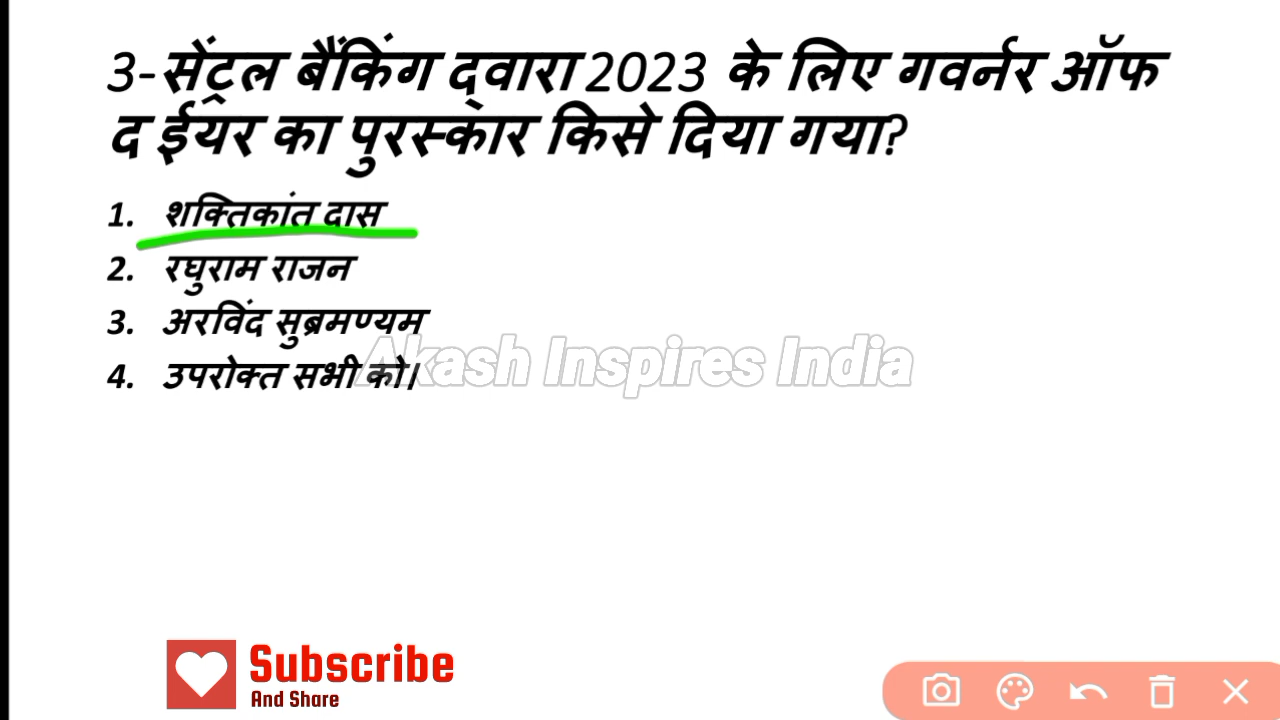 3-सेंट्रल बैंकिंग द्वारा 2023 के लिए गवर्नर ऑफ
द ईयर का पुरस्कार किसे दिया गया?
1. शक्तिकांत दास
2. रघुराम राजन
3. अरविंद सुब्रमण्यम
4. उपरोक्त सभी को।
Akash Inspires India
Subscribe
And Share